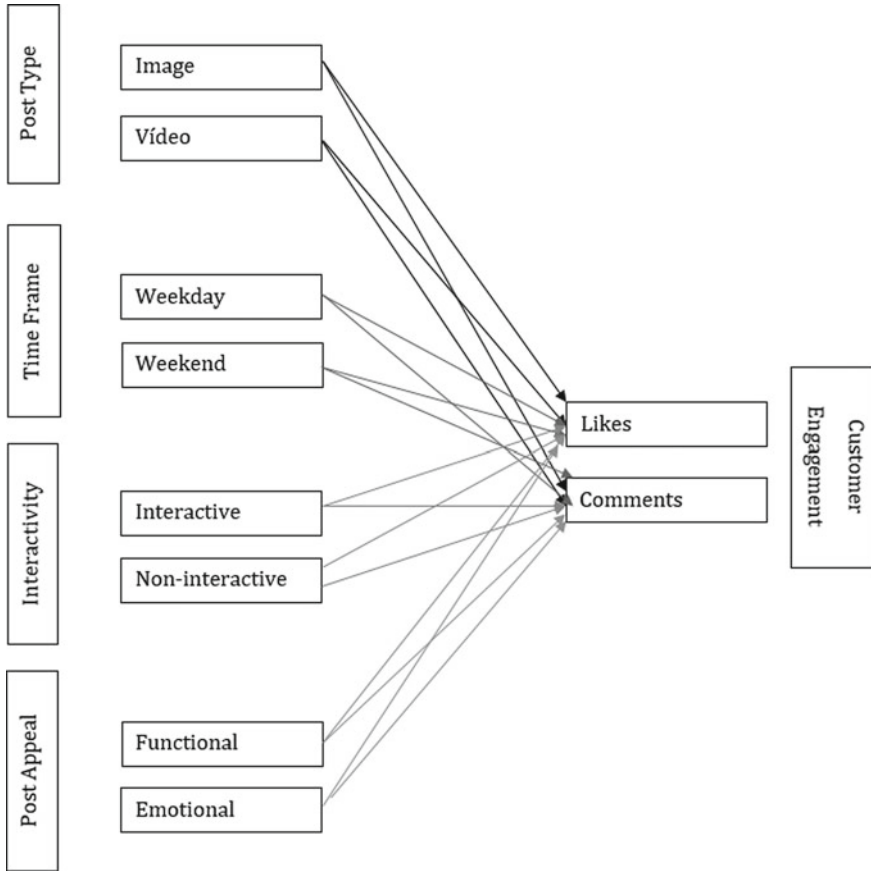 Post Type
Image
Vídeo
Time Frame
Weekday
Weekend
Interactivity
Interactive
Non-interactive
Post Appeal
Functional
Emotional
Likes
Comments
Customer
Engagement